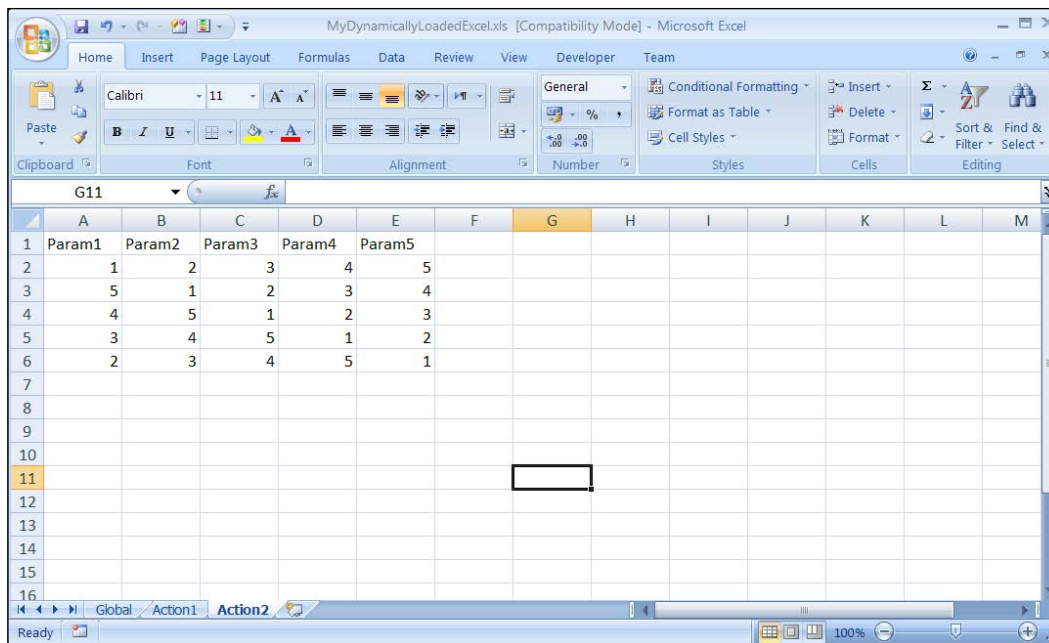 MyDynamicallyLoadedExcel.xls [Compatibility Mode] - Microsoft Excel
Home Insert Page Layout Formulas Data Review View Developer Team
Calibri 11 A A General Conditional Formatting Insert Σ
Paste Format as Table Delete
B I U A $ % , Cell Styles Format Sort & Filter Find & Select
Clipboard Font Alignment Number Styles Cells Editing
G11 fx
A B C D E F G H I J K L M
1 Param1 Param2 Param3 Param4 Param5
2 1 2 3 4 5
3 5 1 2 3 4
4 4 5 1 2 3
5 3 4 5 1 2
6 2 3 4 5 1
7
8
9
10
11
12
13
14
15
16
Global Action1 Action2
Ready 100%